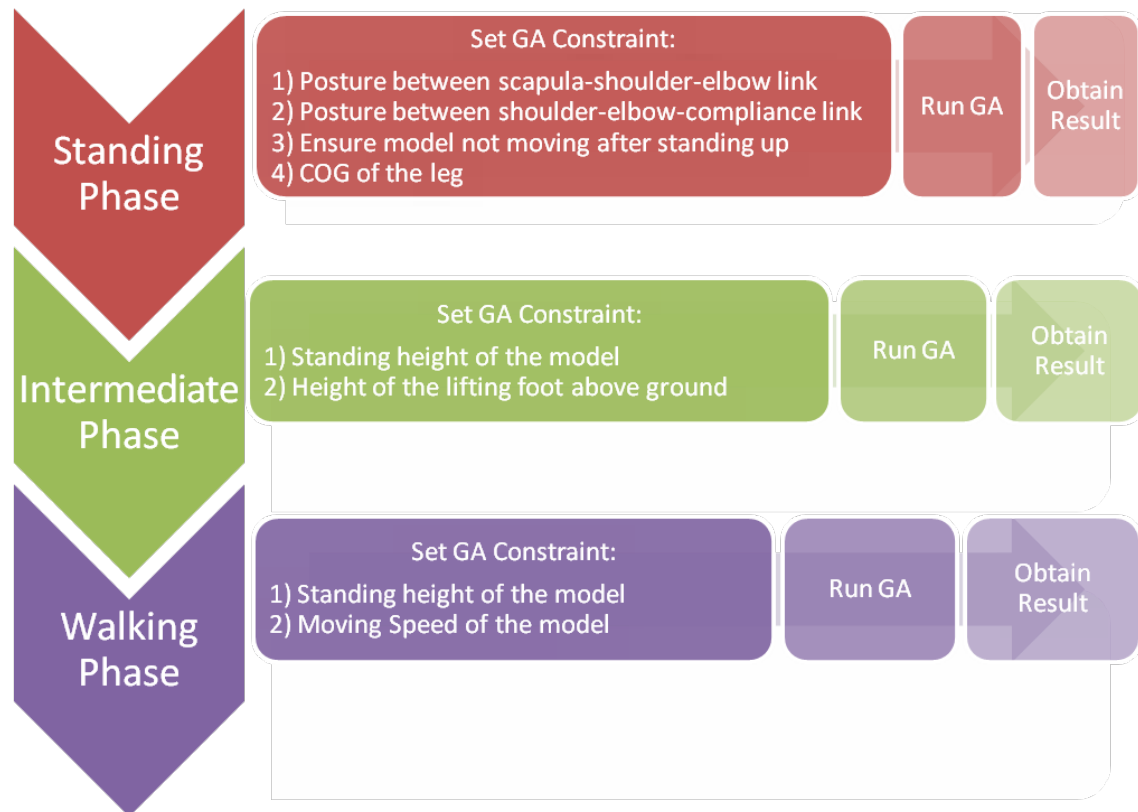 Standing
Phase
Set GA Constraint:
1) Posture between scapula-shoulder-elbow link
2) Posture between shoulder-elbow-compliance link
3) Ensure model not moving after standing up
4) COG of the leg
Run GA
Obtain
Result
Intermediate
Phase
Set GA Constraint:
1) Standing height of the model
2) Height of the lifting foot above ground
Run GA
Obtain
Result
Walking
Phase
Set GA Constraint:
1) Standing height of the model
2) Moving Speed of the model
Run GA
Obtain
Result